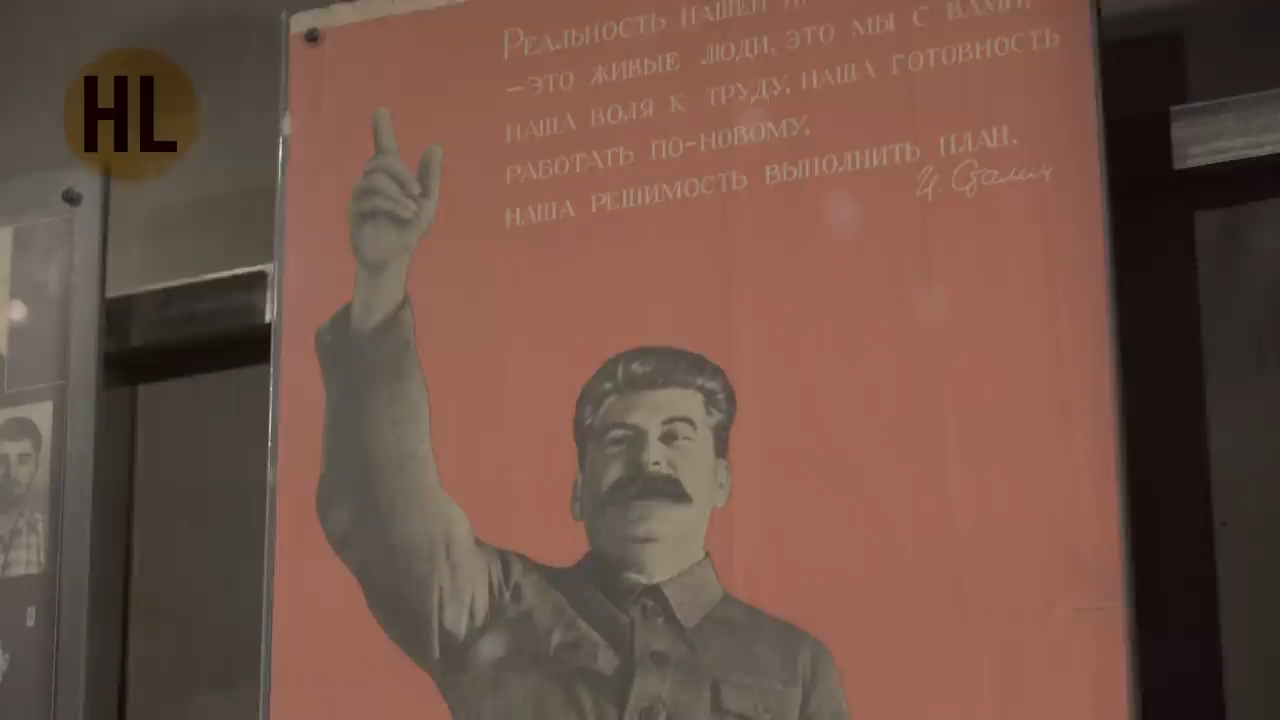 HL
РЕАЛЬНОСТЬ НАШЕЙ
—ЭТО ЖИВЫЕ ЛЮДИ, ЭТО МЫ С ВАМИ,
НАША ВОЛЯ К ТРУДУ, НАША ГОТОВНОСТЬ
РАБОТАТЬ ПО-НОВОМУ,
НАША РЕШИМОСТЬ ВЫПОЛНИТЬ ПЛАН.
И. Сталин